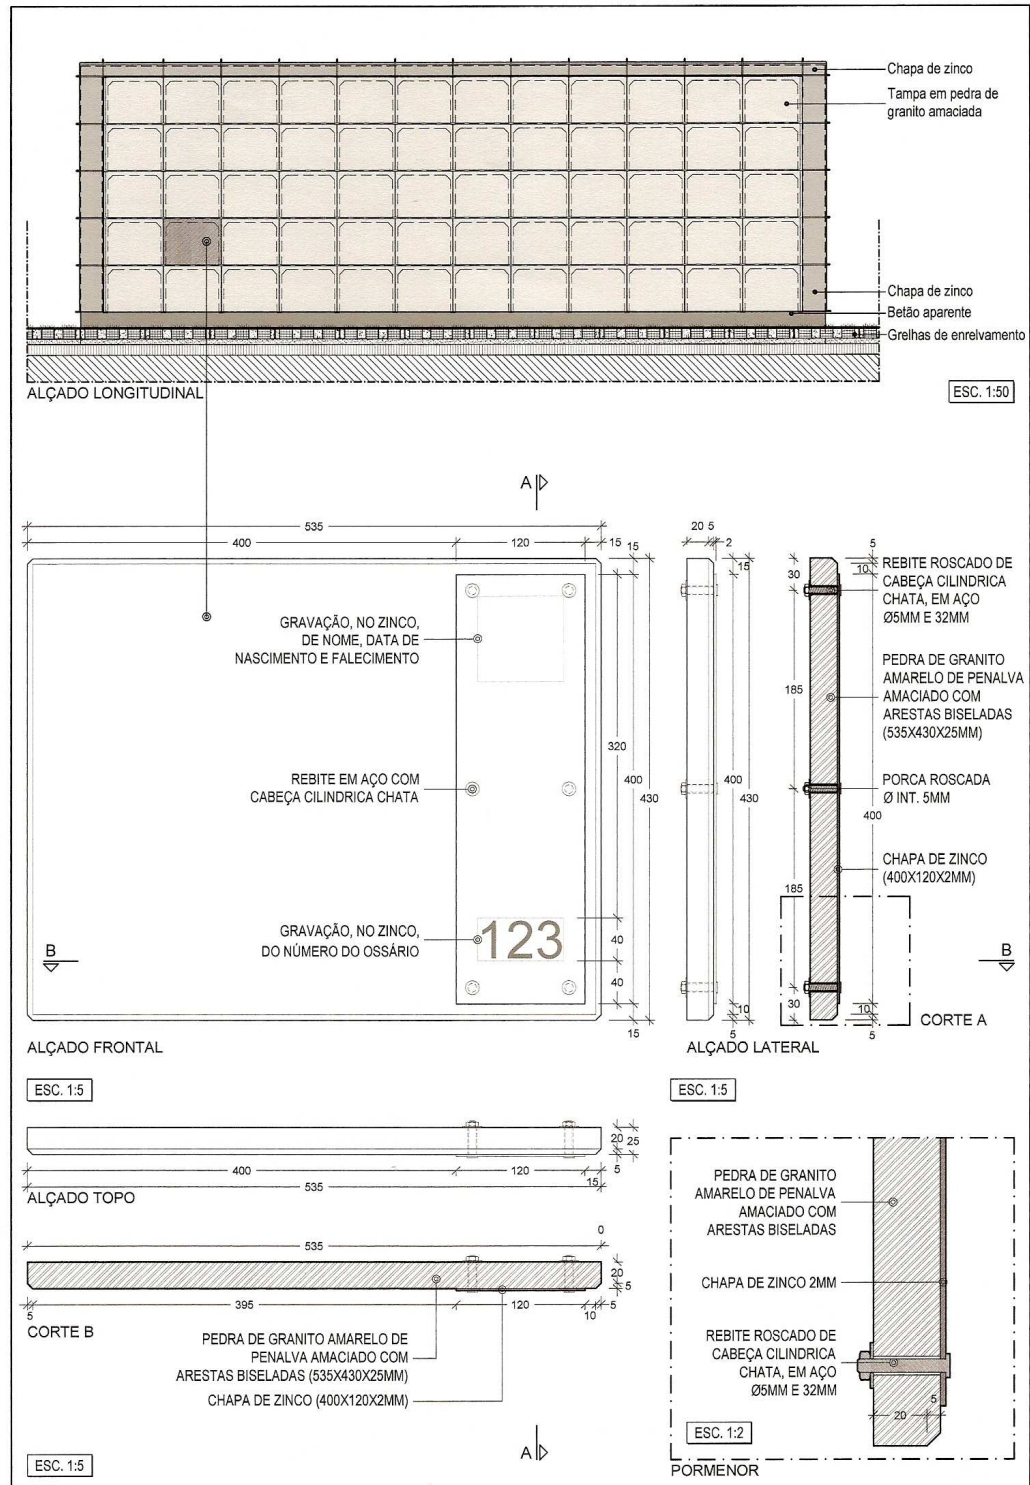 Chapa de zinco
Tampa em pedra de
granito amaciada
Chapa de zinco
Betão aparente
Grelhas de enrelvamento
ALÇADO LONGITUDINAL
ESC. 1:50
A
535
400
120
15
15
GRAVAÇÃO, NO ZINCO,
DE NOME, DATA DE
NASCIMENTO E FALECIMENTO
REBITE EM AÇO COM
CABEÇA CILINDRICA CHATA
GRAVAÇÃO, NO ZINCO,
DO NÚMERO DO OSSÁRIO
123
320
400
430
40
40
15
B
ALÇADO FRONTAL
ESC. 1:5
20
5
2
15
400
430
10
5
ALÇADO LATERAL
ESC. 1:5
30
185
185
30
5
10
400
10
5
REBITE ROSCADO DE
CABEÇA CILINDRICA
CHATA, EM AÇO
Ø5MM E 32MM
PEDRA DE GRANITO
AMARELO DE PENALVA
AMACIADO COM
ARESTAS BISELADAS
(535X430X25MM)
PORCA ROSCADA
Ø INT. 5MM
CHAPA DE ZINCO
(400X120X2MM)
B
CORTE A
20
25
5
400
120
15
535
ALÇADO TOPO
0
535
20
5
5
395
120
10
5
CORTE B
PEDRA DE GRANITO AMARELO DE
PENALVA AMACIADO COM
ARESTAS BISELADAS (535X430X25MM)
CHAPA DE ZINCO (400X120X2MM)
A
ESC. 1:5
PEDRA DE GRANITO
AMARELO DE PENALVA
AMACIADO COM
ARESTAS BISELADAS
CHAPA DE ZINCO 2MM
REBITE ROSCADO DE
CABEÇA CILINDRICA
CHATA, EM AÇO
Ø5MM E 32MM
20
5
ESC. 1:2
PORMENOR